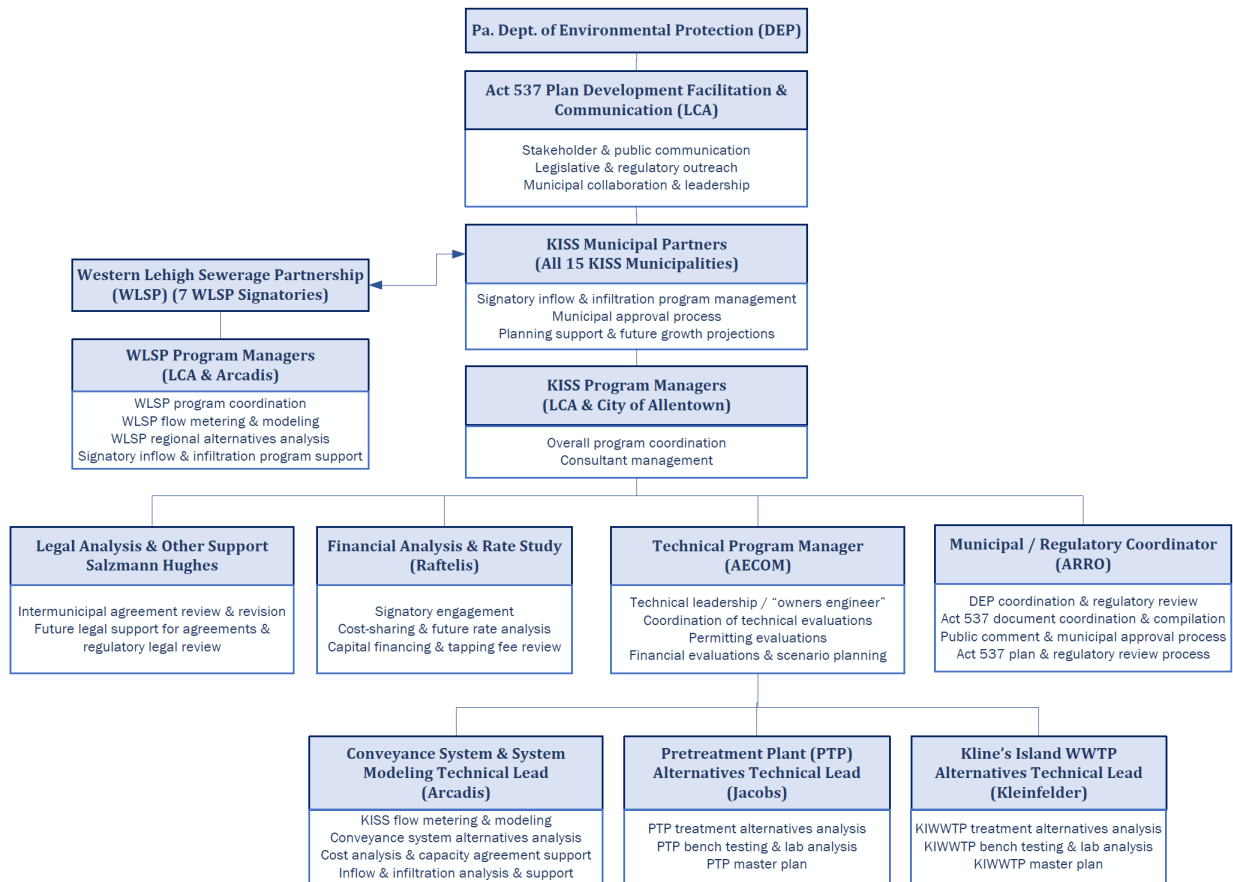 Pa. Dept. of Environmental Protection (DEP)
Act 537 Plan Development Facilitation &
Communication (LCA)
Stakeholder & public communication
Legislative & regulatory outreach
Municipal collaboration & leadership
KISS Municipal Partners
(All 15 KISS Municipalities)
Signatory inflow & infiltration program management
Municipal approval process
Planning support & future growth projections
Western Lehigh Sewerage Partnership
(WLSP) (7 WLSP Signatories)
WLSP Program Managers
(LCA & Arcadis)
WLSP program coordination
WLSP flow metering & modeling
WLSP regional alternatives analysis
Signatory inflow & infiltration program support
KISS Program Managers
(LCA & City of Allentown)
Overall program coordination
Consultant management
Legal Analysis & Other Support
Salzmann Hughes
Intermunicipal agreement review & revision
Future legal support for agreements &
regulatory legal review
Financial Analysis & Rate Study
(Raftelis)
Signatory engagement
Cost-sharing & future rate analysis
Capital financing & tapping fee review
Technical Program Manager
(AECOM)
Technical leadership / “owners engineer”
Coordination of technical evaluations
Permitting evaluations
Financial evaluations & scenario planning
Municipal / Regulatory Coordinator
(ARRO)
DEP coordination & regulatory review
Act 537 document coordination & compilation
Public comment & municipal approval process
Act 537 plan & regulatory review process
Conveyance System & System
Modeling Technical Lead
(Arcadis)
KISS flow metering & modeling
Conveyance system alternatives analysis
Cost analysis & capacity agreement support
Inflow & infiltration analysis & support
Pretreatment Plant (PTP)
Alternatives Technical Lead
(Jacobs)
PTP treatment alternatives analysis
PTP bench testing & lab analysis
PTP master plan
Kline’s Island WWTP
Alternatives Technical Lead
(Kleinfelder)
KIWWTP treatment alternatives analysis
KIWWTP bench testing & lab analysis
KIWWTP master plan